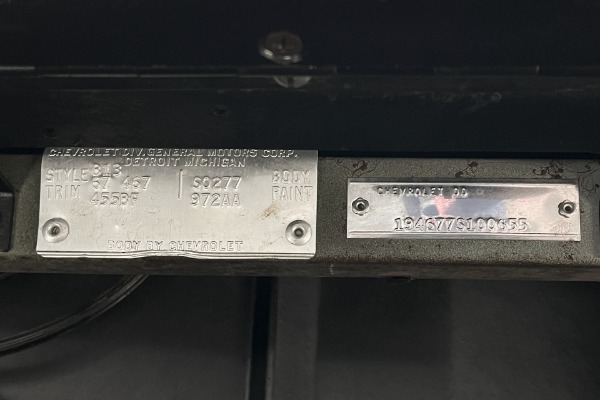 CHEVROLET DIV. GENERAL MOTORS CORP.
DETROIT MICHIGAN
313
STYLE 67 467 S0277 BODY
TRIM 455BF 972AA PAINT
BODY BY CHEVROLET
CHEVROLET
194677S100655